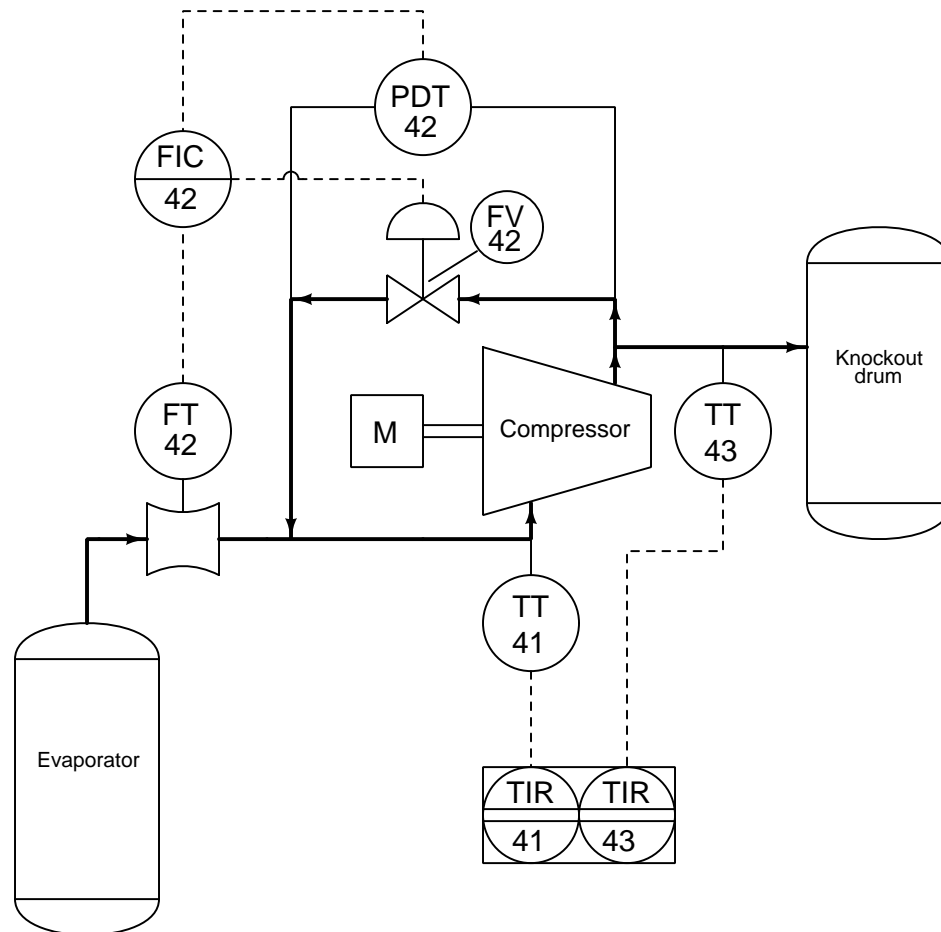 PDT
42
FIC
42
FV
42
Knockout
drum
FT
42
M
Compressor
TT
43
TT
41
Evaporator
TIR
TIR
41
43